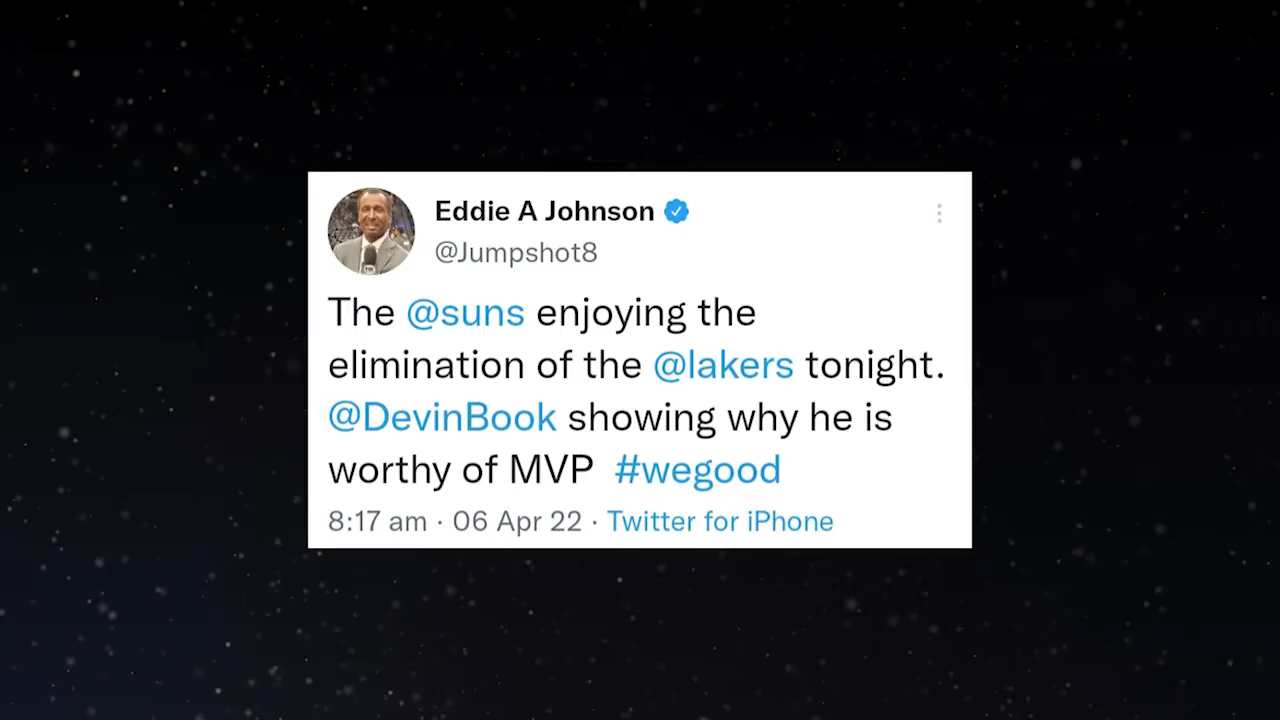 Eddie A Johnson
@Jumpshot8
The @suns enjoying the
elimination of the @lakers tonight.
@DevinBook showing why he is
worthy of MVP #wegood
8:17 am · 06 Apr 22 · Twitter for iPhone